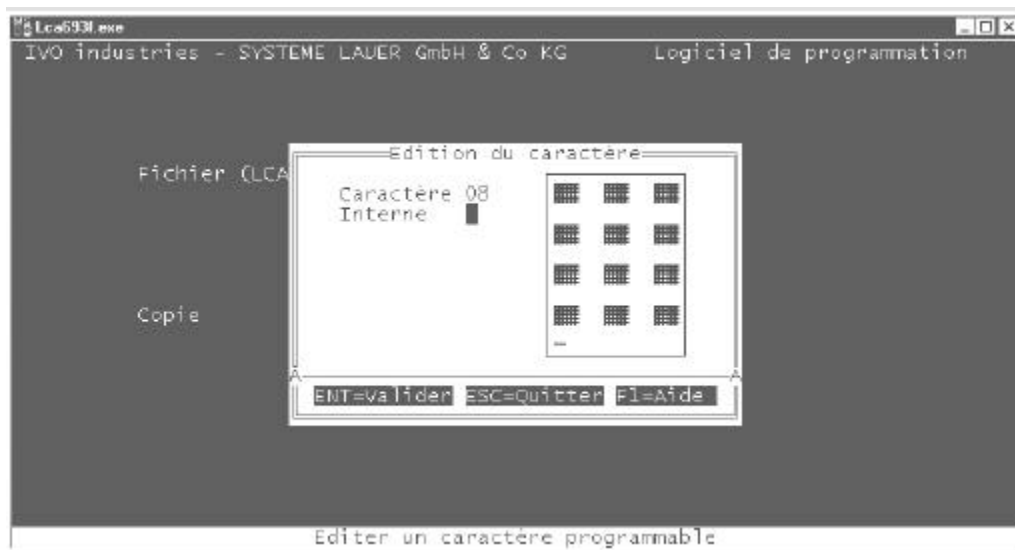 Lca693l.exe
IVO industries - SYSTEME LAUER GmbH & Co KG Logiciel de programmation
Edition du caractère
Fichier (LCA
Caractère 08
Interne
Copie
ENT=Valider ESC=Quitter F1=Aide
Editer un caractère programmable